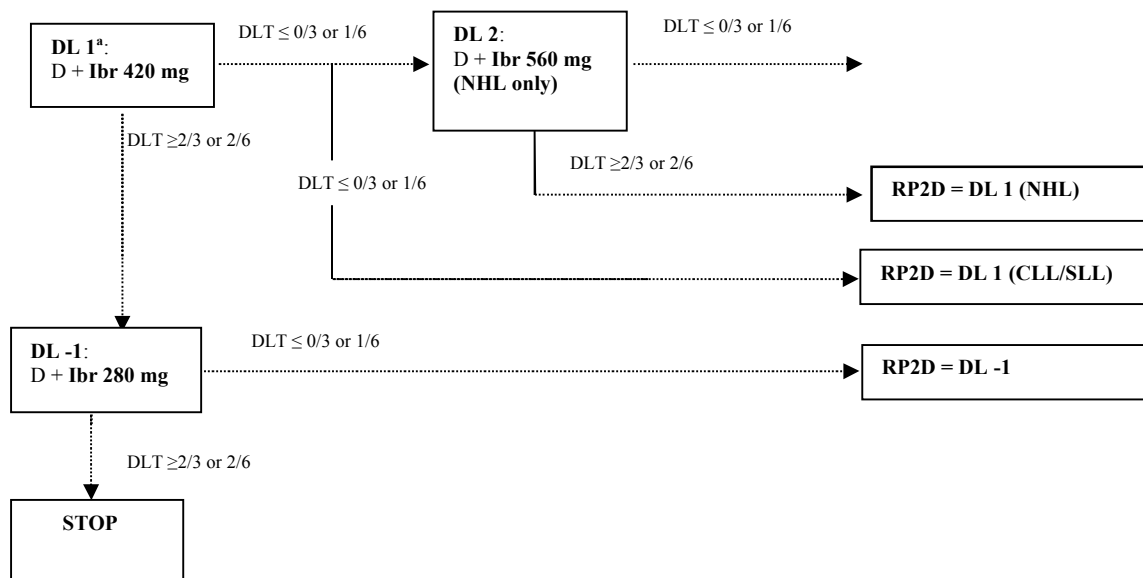 DL 1ᵃ:
D + Ibr 420 mg
DLT ≤ 0/3 or 1/6
DL 2:
D + Ibr 560 mg
(NHL only)
DLT ≤ 0/3 or 1/6
DLT ≥2/3 or 2/6
DLT ≤ 0/3 or 1/6
DLT ≥2/3 or 2/6
RP2D = DL 1 (NHL)
RP2D = DL 1 (CLL/SLL)
DL -1:
D + Ibr 280 mg
DLT ≤ 0/3 or 1/6
RP2D = DL -1
DLT ≥2/3 or 2/6
STOP